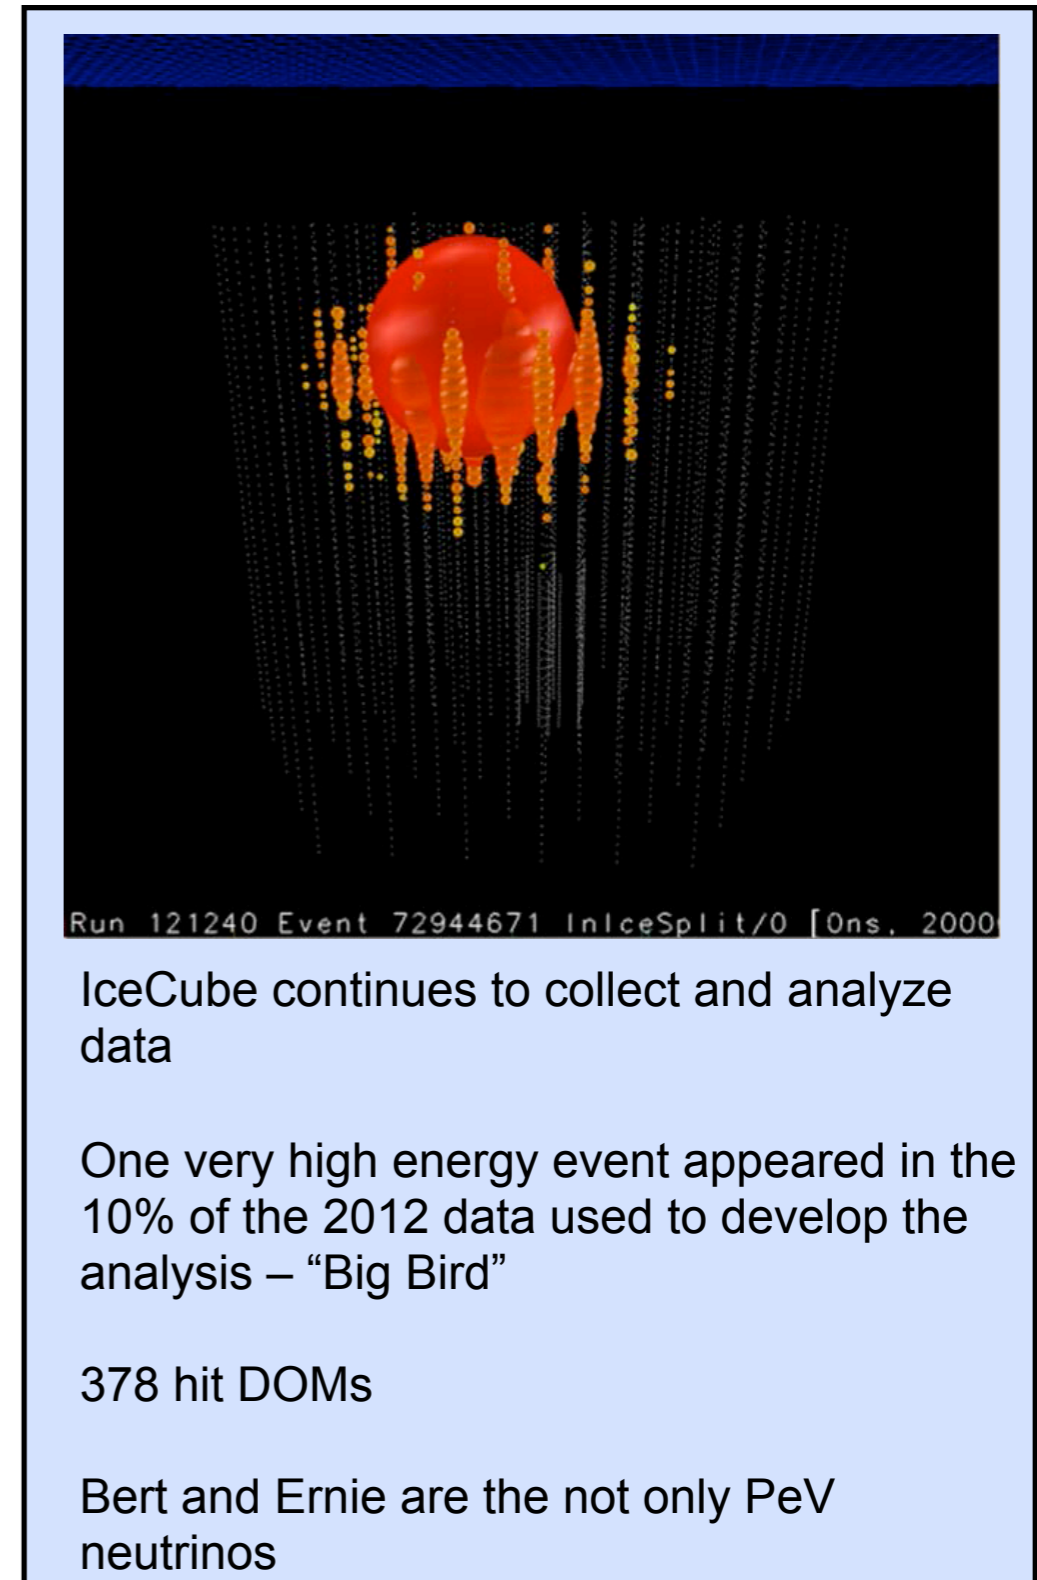 Run 121240 Event 72944671 InIceSplit/0 [0ns, 2000
IceCube continues to collect and analyze
data
One very high energy event appeared in the
10% of the 2012 data used to develop the
analysis – “Big Bird”
378 hit DOMs
Bert and Ernie are the not only PeV
neutrinos